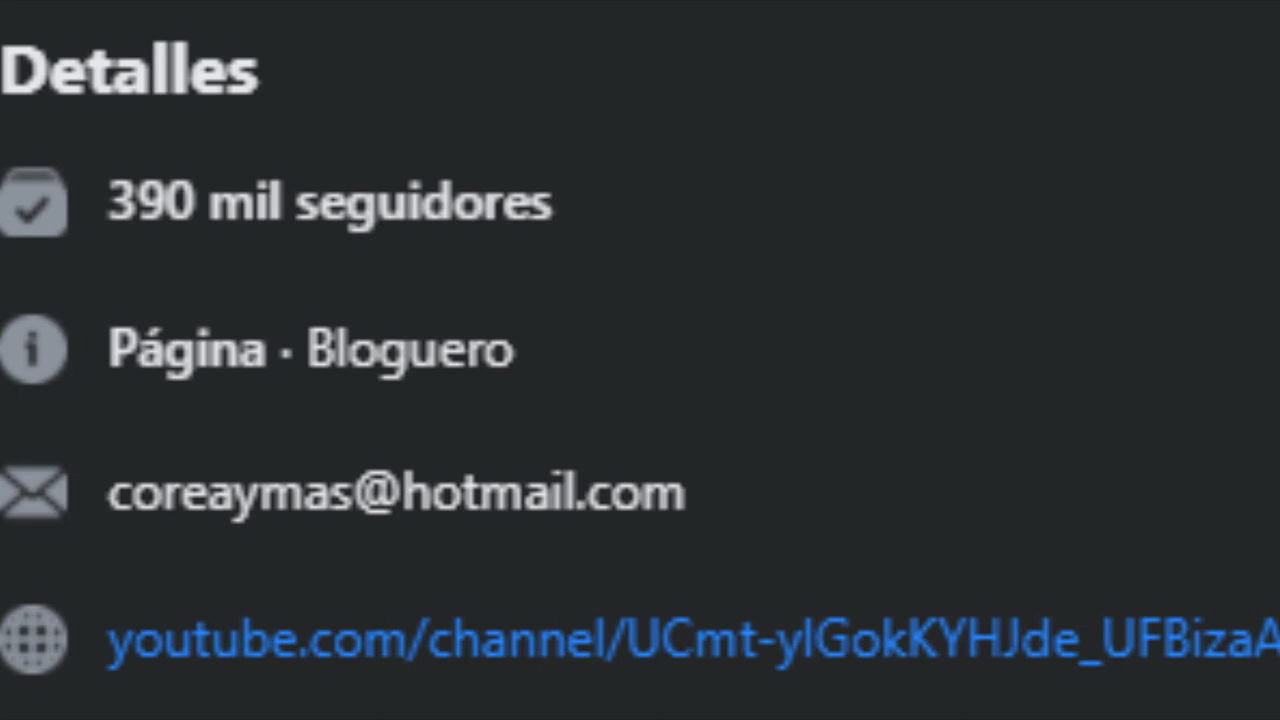 Detalles
390 mil seguidores
Página · Bloguero
coreaymas@hotmail.com
youtube.com/channel/UCmt-ylGokKYHJde_UFBizaA